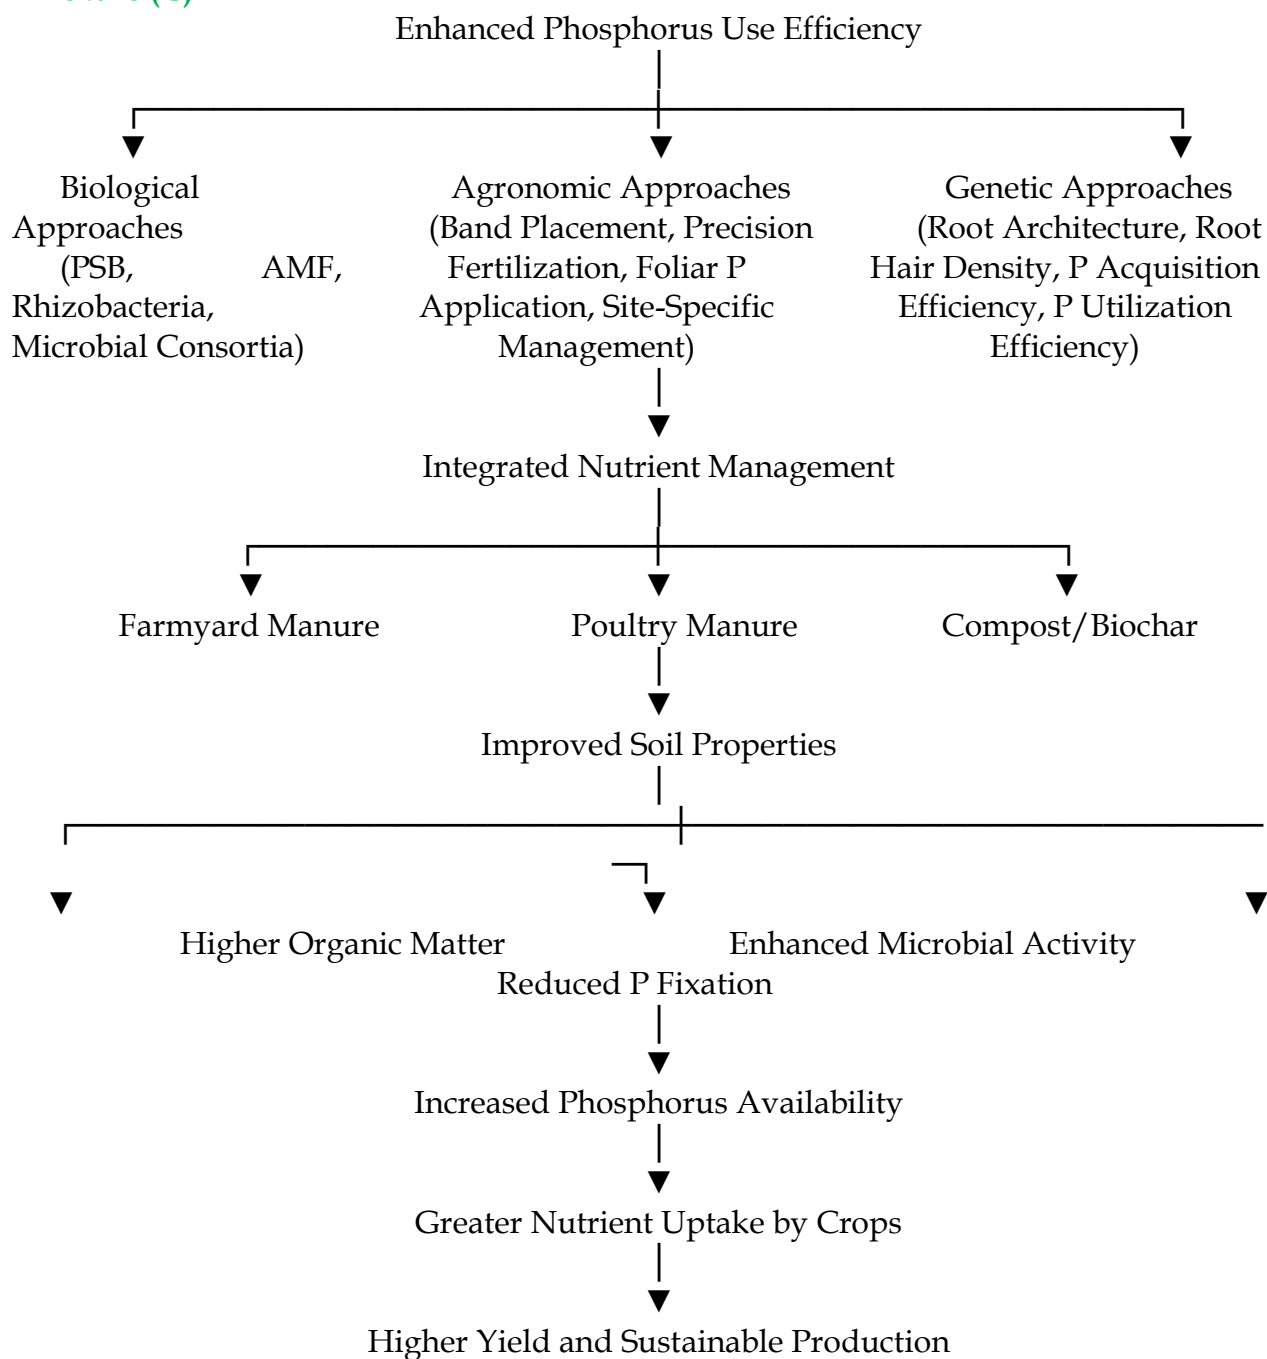 Enhanced Phosphorus Use Efficiency
Biological
Approaches
(PSB, AMF,
Rhizobacteria,
Microbial Consortia)
Agronomic Approaches
(Band Placement, Precision
Fertilization, Foliar P
Application, Site-Specific
Management)
Genetic Approaches
(Root Architecture, Root
Hair Density, P Acquisition
Efficiency, P Utilization
Efficiency)
Integrated Nutrient Management
Farmyard Manure
Poultry Manure
Compost/Biochar
Improved Soil Properties
Higher Organic Matter
Enhanced Microbial Activity
Reduced P Fixation
Increased Phosphorus Availability
Greater Nutrient Uptake by Crops
Higher Yield and Sustainable Production